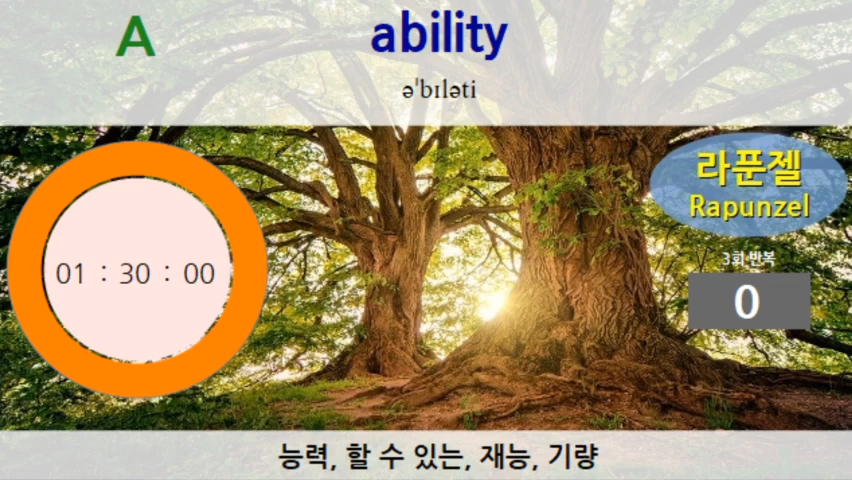 A
ability
ə'bɪləti
라푼젤
Rapunzel
01 : 30 : 00
3회 반복
0
능력, 할 수 있는, 재능, 기량